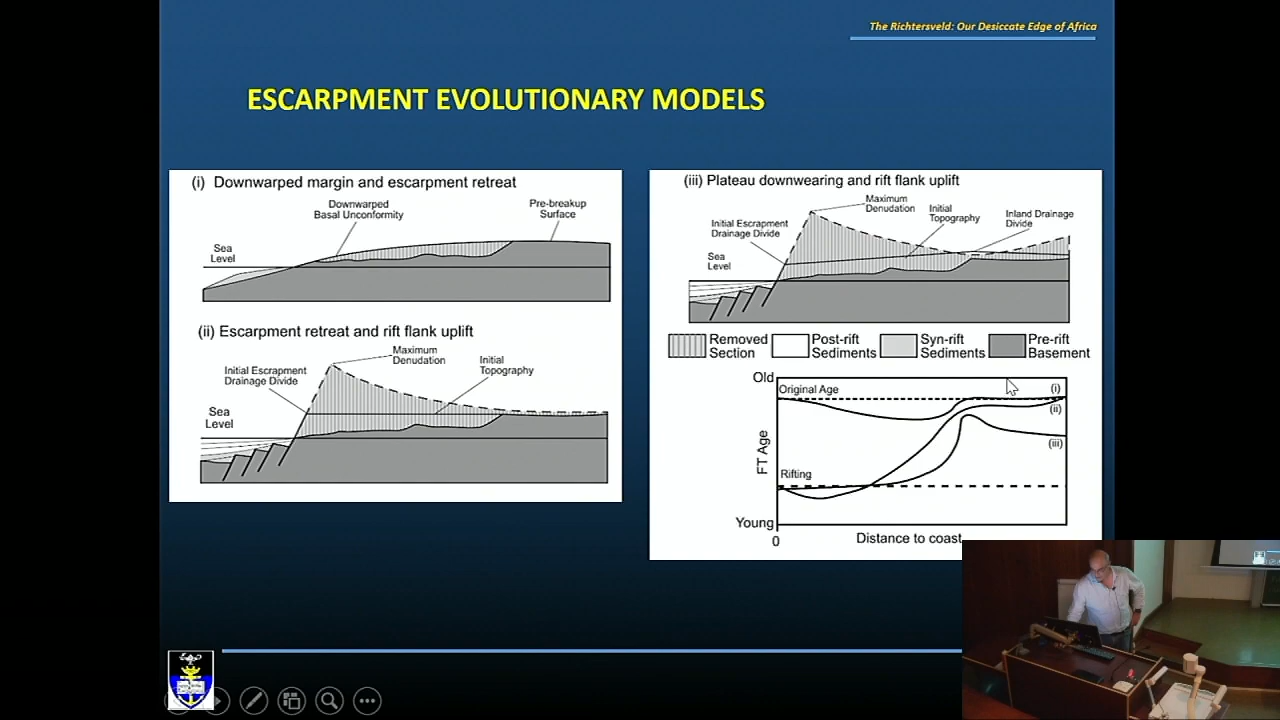 The Richtersveld: Our Desiccate Edge of Africa
ESCARPMENT EVOLUTIONARY MODELS
(i) Downwarped margin and escarpment retreat
Downwarped
Basal Unconformity
Pre-breakup
Surface
Sea
Level
(ii) Escarpment retreat and rift flank uplift
Maximum
Denudation
Initial Escrapment
Drainage Divide
Initial
Topography
Sea
Level
(iii) Plateau downwearing and rift flank uplift
Maximum
Denudation
Initial
Topography
Inland Drainage
Divide
Initial Escrapment
Drainage Divide
Sea
Level
Removed
Section
Post-rift
Sediments
Syn-rift
Sediments
Pre-rift
Basement
Old
Original Age
(i)
(ii)
(iii)
FT Age
Rifting
Young
0
Distance to coast